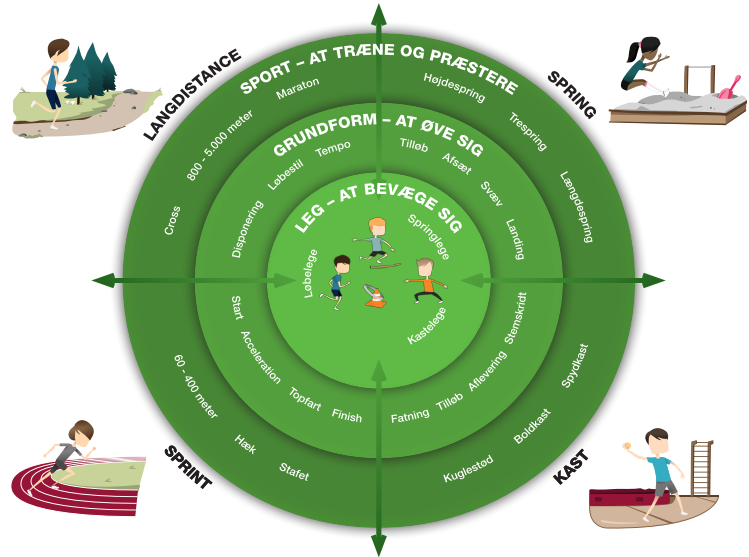 SPORT – AT TRÆNE OG PRÆSTERE
LANGDISTANCE
SPRING
Maraton
800 - 5.000 meter
Cross
Højdespring
Trespring
Længdespring
GRUNDFORM – AT ØVE SIG
Tempo
Løbestil
Disponering
Tilløb
Afsæt
Svæv
Landing
LEG – AT BEVÆGE SIG
Løbelege
Springlege
Kastelege
Start
Acceleration
Topfart
Finish
Fatning
Tilløb
Aflevering
Stemskridt
60 - 400 meter
Hæk
Stafet
Kuglestød
Boldkast
Spydkast
SPRINT
KAST